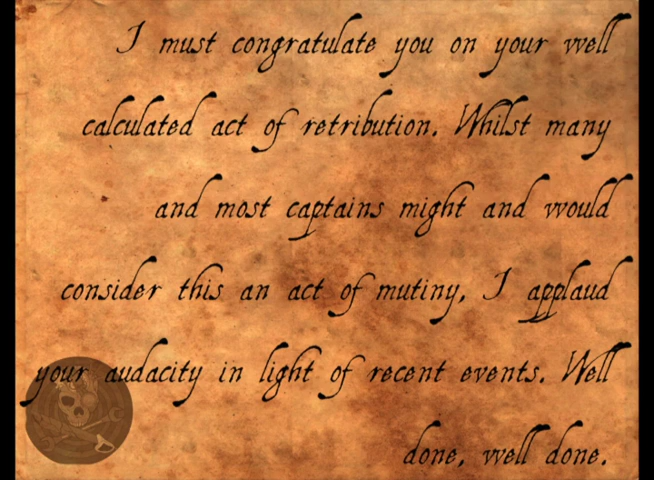 I must congratulate you on your well
calculated act of retribution. Whilst many
and most captains might and would
consider this an act of mutiny, I applaud
your audacity in light of recent events. Well
done, well done.